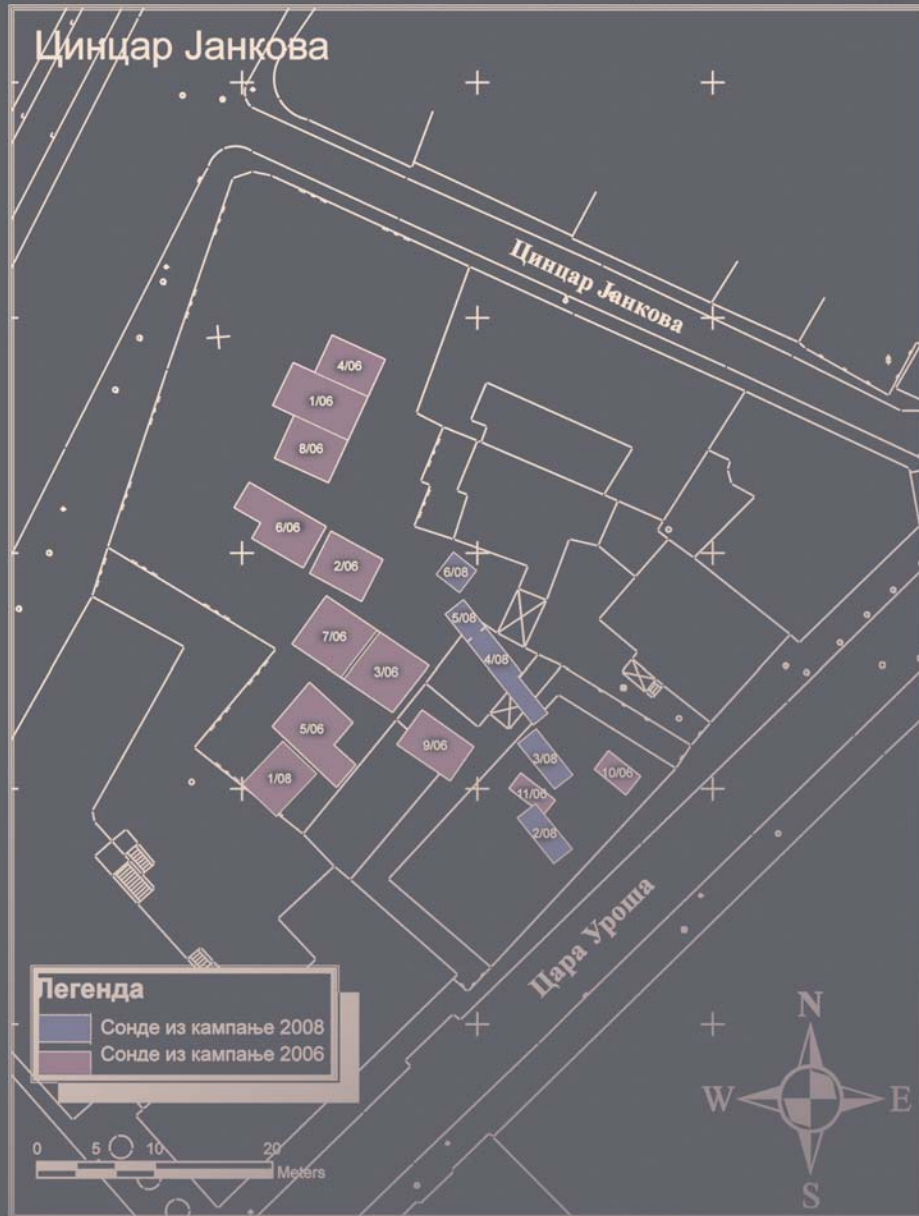 Цинцар Јанкова
Цинцар Јанкова
4/06
1/06
8/06
6/06
2/06
6/08
5/08
7/06
4/08
3/06
5/06
9/06
3/08
1/08
10/06
11/06
2/08
Цара Уроша
Легенда
Сонде из кампање 2008
Сонде из кампање 2006
0 5 10 20
Meters
N
W E
S